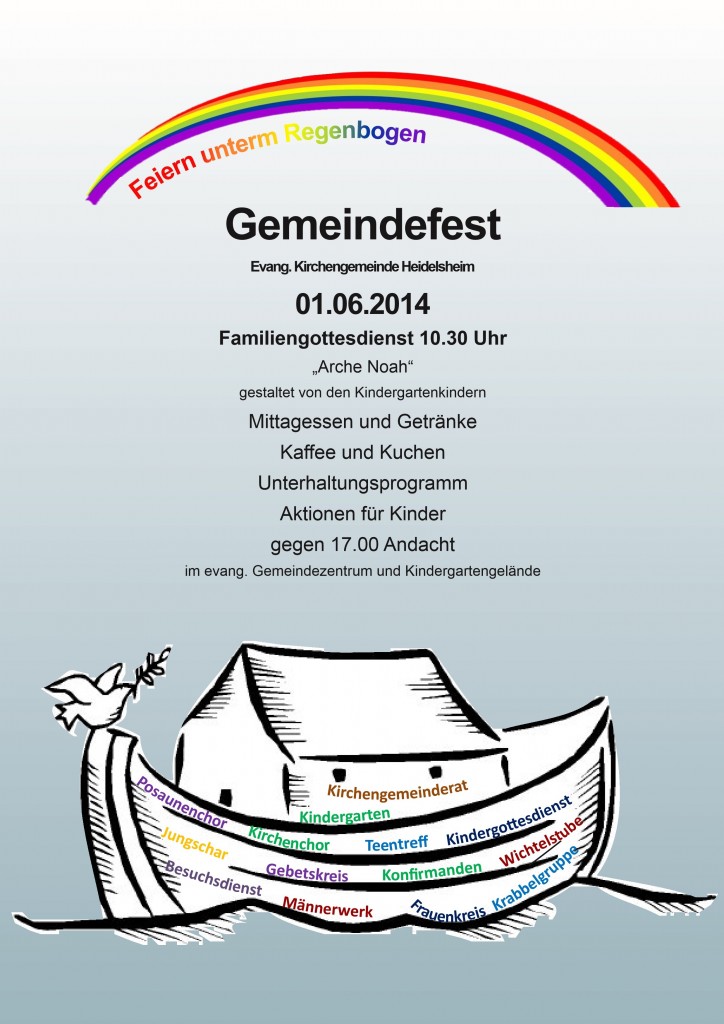 Feiern unterm Regenbogen
Gemeindefest
Evang. Kirchengemeinde Heidelsheim
01.06.2014
Familiengottesdienst 10.30 Uhr
„Arche Noah“
gestaltet von den Kindergartenkindern
Mittagessen und Getränke
Kaffee und Kuchen
Unterhaltungsprogramm
Aktionen für Kinder
gegen 17.00 Andacht
im evang. Gemeindezentrum und Kindergartengelände
Kirchengemeinderat
Posaunenchor
Kindergarten
Jungschar
Kirchenchor
Teentreff
Kindergottesdienst
Besuchsdienst
Gebetskreis
Konfirmanden
Wichtelstube
Männerwerk
Frauenkreis
Krabbelgruppe